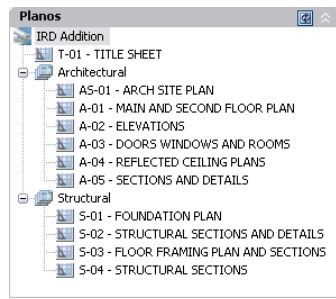 Planos
IRD Addition
T-01 - TITLE SHEET
Architectural
AS-01 - ARCH SITE PLAN
A-01 - MAIN AND SECOND FLOOR PLAN
A-02 - ELEVATIONS
A-03 - DOORS WINDOWS AND ROOMS
A-04 - REFLECTED CEILING PLANS
A-05 - SECTIONS AND DETAILS
Structural
S-01 - FOUNDATION PLAN
S-02 - STRUCTURAL SECTIONS AND DETAILS
S-03 - FLOOR FRAMING PLAN AND SECTIONS
S-04 - STRUCTURAL SECTIONS